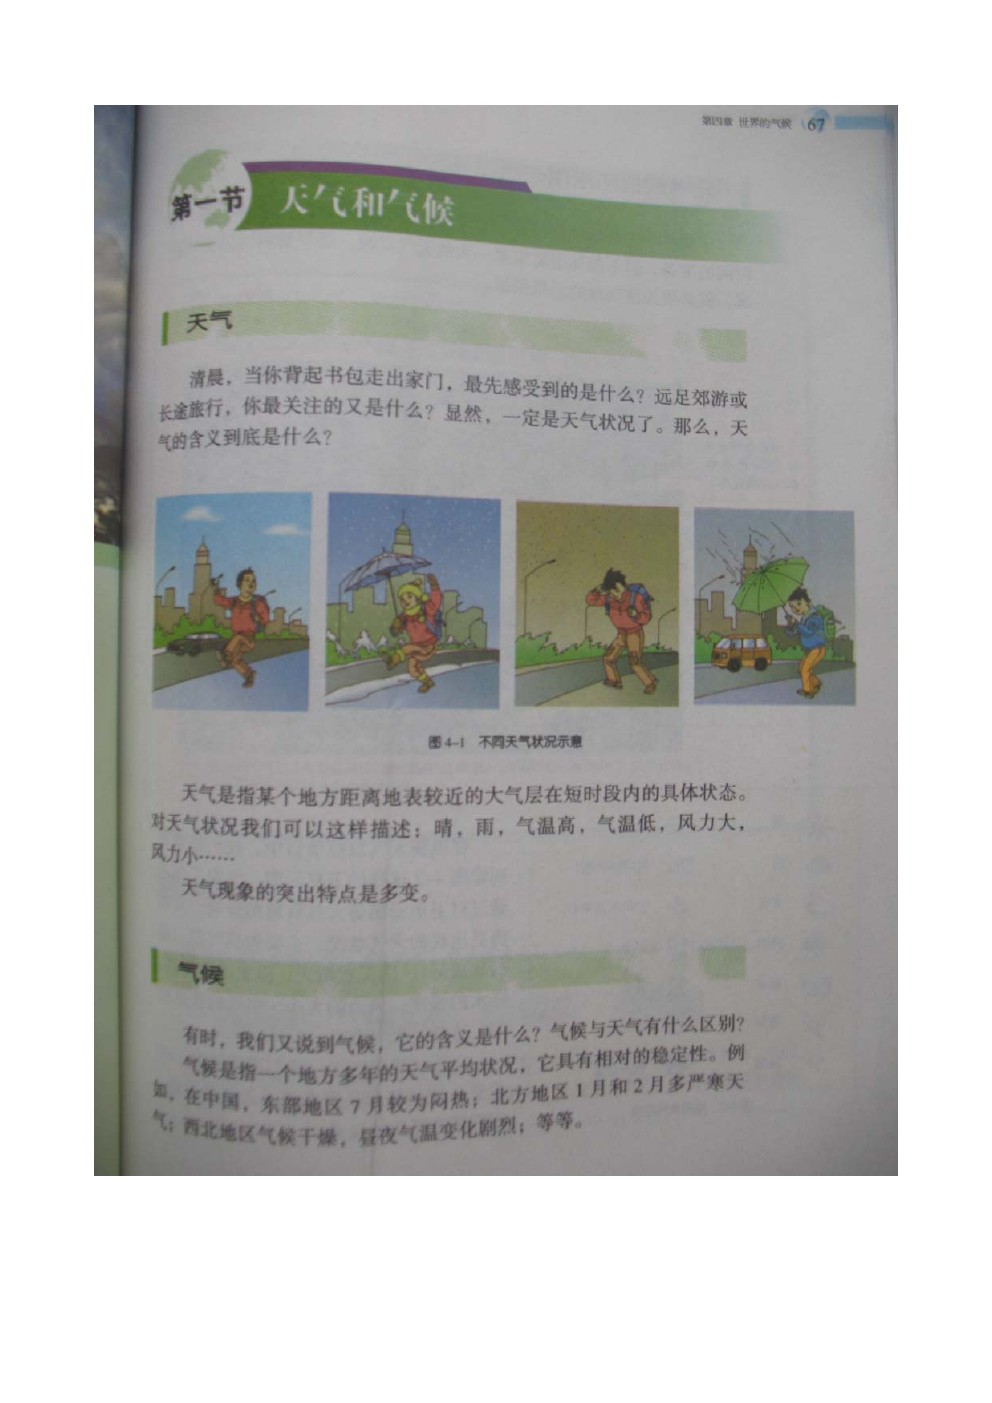 第四章 世界的气候 67
第一节 天气和气候
天气
清晨，当你背起书包走出家门，最先感受到的是什么？远足郊游或
长途旅行，你最关注的又是什么？显然，一定是天气状况了。那么，天
气的含义到底是什么？
图4-1 不同天气状况示意
天气是指某个地方距离地表较近的大气层在短时段内的具体状态。
对天气状况我们可以这样描述：晴，雨，气温高，气温低，风力大，
风力小……
天气现象的突出特点是多变。
气候
有时，我们又说到气候，它的含义是什么？气候与天气有什么区别？
气候是指一个地方多年的天气平均状况，它具有相对的稳定性。例
如，在中国，东部地区7月较为闷热；北方地区1月和2月多严寒天
气；西北地区气候干燥，昼夜气温变化剧烈；等等。